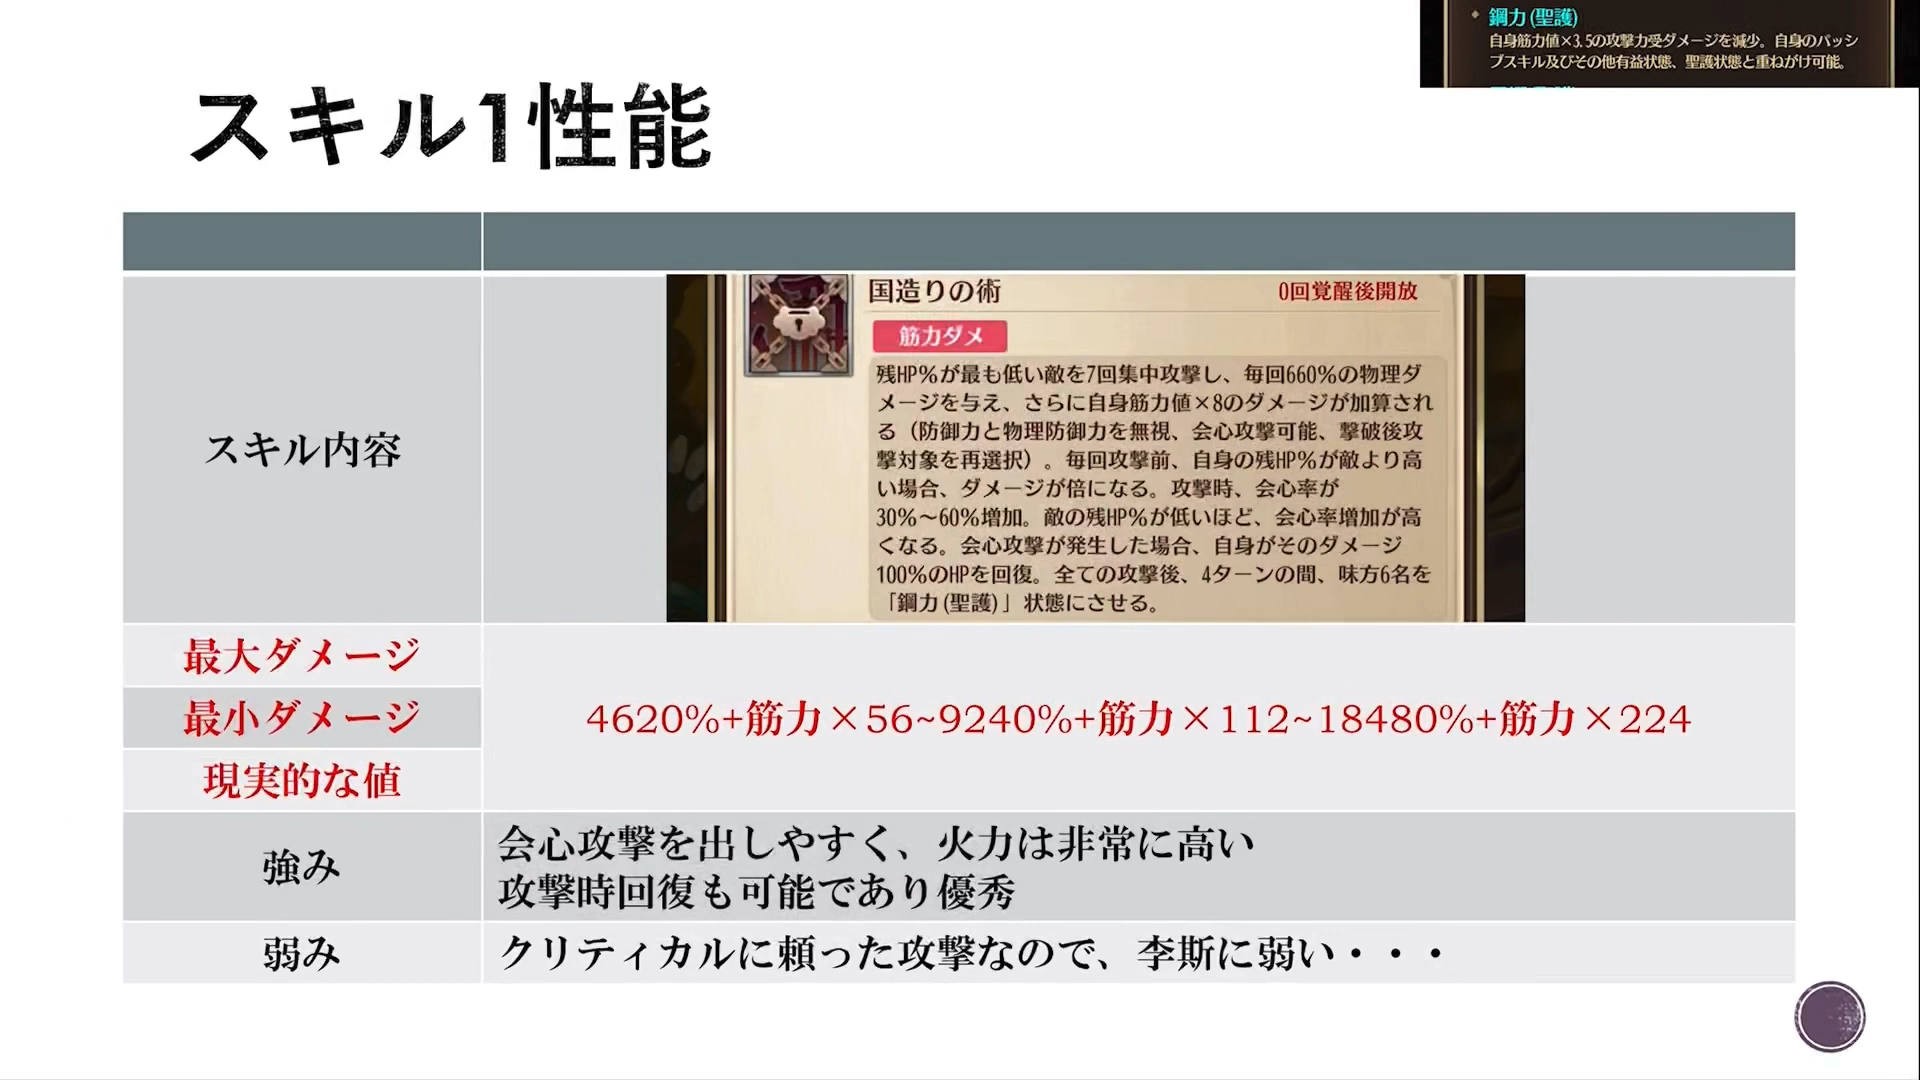 鋼力(聖護)
自身筋力値×3.5の攻撃力受ダメージを減少。自身のパッシ
ブスキル及びその他有益状態、聖護状態と重ねがけ可能。
スキル1性能
スキル内容
国造りの術
0回覚醒後開放
筋力ダメ
残HP%が最も低い敵を7回集中攻撃し、毎回660%の物理ダ
メージを与え、さらに自身筋力値×8のダメージが加算され
る（防御力と物理防御力を無視、会心攻撃可能、撃破後攻
撃対象を再選択）。毎回攻撃前、自身の残HP%が敵より高
い場合、ダメージが倍になる。攻撃時、会心率が
30%～60%増加。敵の残HP%が低いほど、会心率増加が高
くなる。会心攻撃が発生した場合、自身がそのダメージ
100%のHPを回復。全ての攻撃後、4ターンの間、味方6名を
「鋼力(聖護)」状態にさせる。
最大ダメージ
最小ダメージ
現実的な値
4620%+筋力×56~9240%+筋力×112~18480%+筋力×224
強み
会心攻撃を出しやすく、火力は非常に高い
攻撃時回復も可能であり優秀
弱み
クリティカルに頼った攻撃なので、李斯に弱い・・・